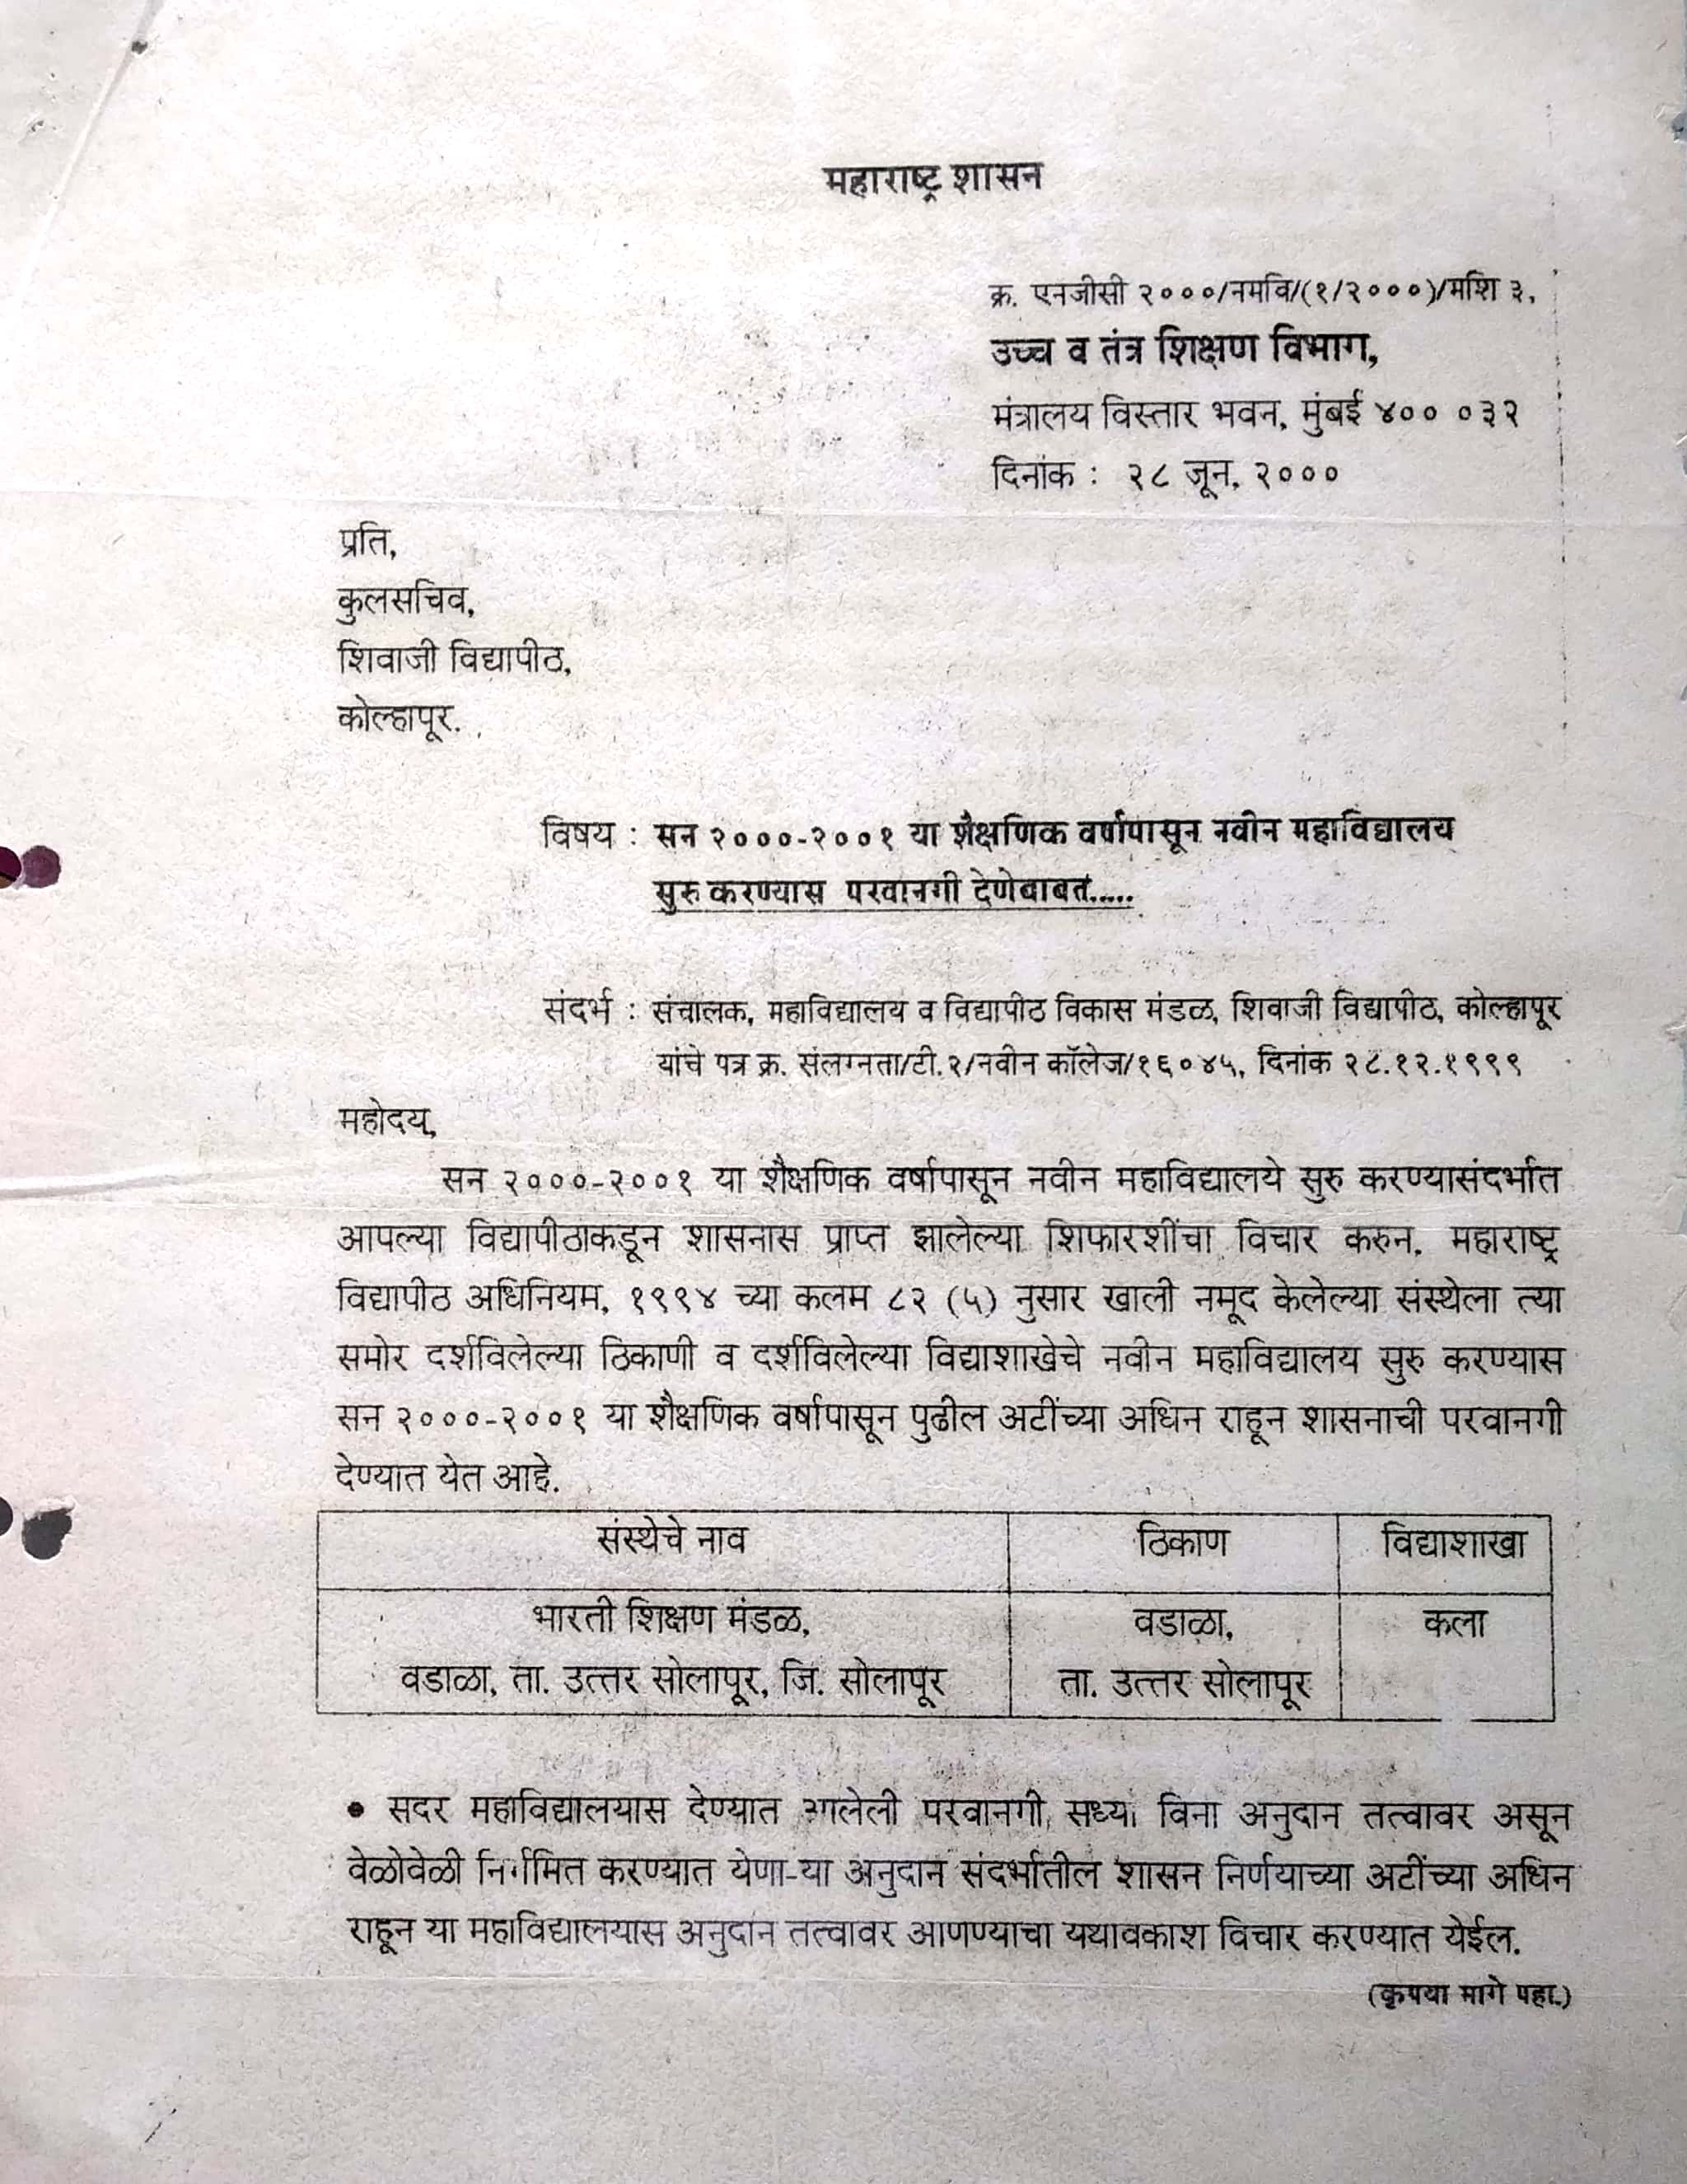 महाराष्ट्र शासन
क्र. एनजीसी २०००/नमवि/(१/२०००)/मशि ३,
उच्च व तंत्र शिक्षण विभाग,
मंत्रालय विस्तार भवन, मुंबई ४०० ०३२
दिनांक : २८ जून, २०००
प्रति,
कुलसचिव,
शिवाजी विद्यापीठ,
कोल्हापूर.
विषय : सन २०००-२००१ या शैक्षणिक वर्षापासून नवीन महाविद्यालय
सुरु करण्यास परवानगी देणेबाबत.....
संदर्भ : संचालक, महाविद्यालय व विद्यापीठ विकास मंडळ, शिवाजी विद्यापीठ, कोल्हापूर
यांचे पत्र क्र. संलग्नता/टी.२/नवीन कॉलेज/१६०४५, दिनांक २८.१२.१९९९
महोदय,
सन २०००-२००१ या शैक्षणिक वर्षापासून नवीन महाविद्यालये सुरु करण्यासंदर्भात
आपल्या विद्यापीठाकडून शासनास प्राप्त झालेल्या शिफारशींचा विचार करुन, महाराष्ट्र
विद्यापीठ अधिनियम, १९९४ च्या कलम ८२ (५) नुसार खाली नमूद केलेल्या संस्थेला त्या
समोर दर्शविलेल्या ठिकाणी व दर्शविलेल्या विद्याशाखेचे नवीन महाविद्यालय सुरु करण्यास
सन २०००-२००१ या शैक्षणिक वर्षापासून पुढील अटींच्या अधिन राहून शासनाची परवानगी
देण्यात येत आहे.
संस्थेचे नाव ठिकाण विद्याशाखा
भारती शिक्षण मंडळ, वडाळा, कला
वडाळा, ता. उत्तर सोलापूर, जि. सोलापूर ता. उत्तर सोलापूर
● सदर महाविद्यालयास देण्यात आलेली परवानगी सध्या विना अनुदान तत्वावर असून
वेळोवेळी निर्गमित करण्यात येणा-या अनुदान संदर्भातील शासन निर्णयाच्या अटींच्या अधिन
राहून या महाविद्यालयास अनुदान तत्वावर आणण्याचा यथावकाश विचार करण्यात येईल.
(कृपया मागे पहा.)